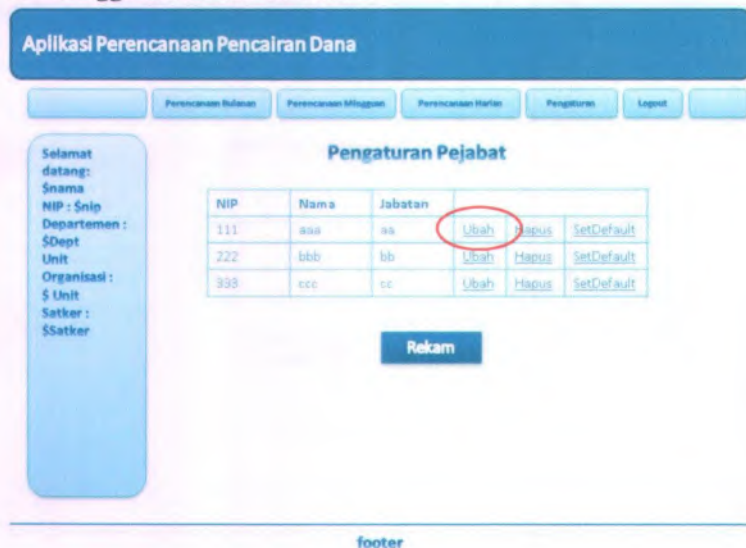 Aplikasi Perencanaan Pencairan Dana
Perencanaan Bulanan Perencanaan Mingguan Perencanaan Harian Pengaturan Logout
Selamat
datang:
$nama
NIP : $nip
Departemen :
$Dept
Unit
Organisasi :
$ Unit
Satker :
$Satker
Pengaturan Pejabat
NIP Nama Jabatan
111 aaa aa Ubah Hapus SetDefault
222 bbb bb Ubah Hapus SetDefault
333 ccc cc Ubah Hapus SetDefault
Rekam
footer